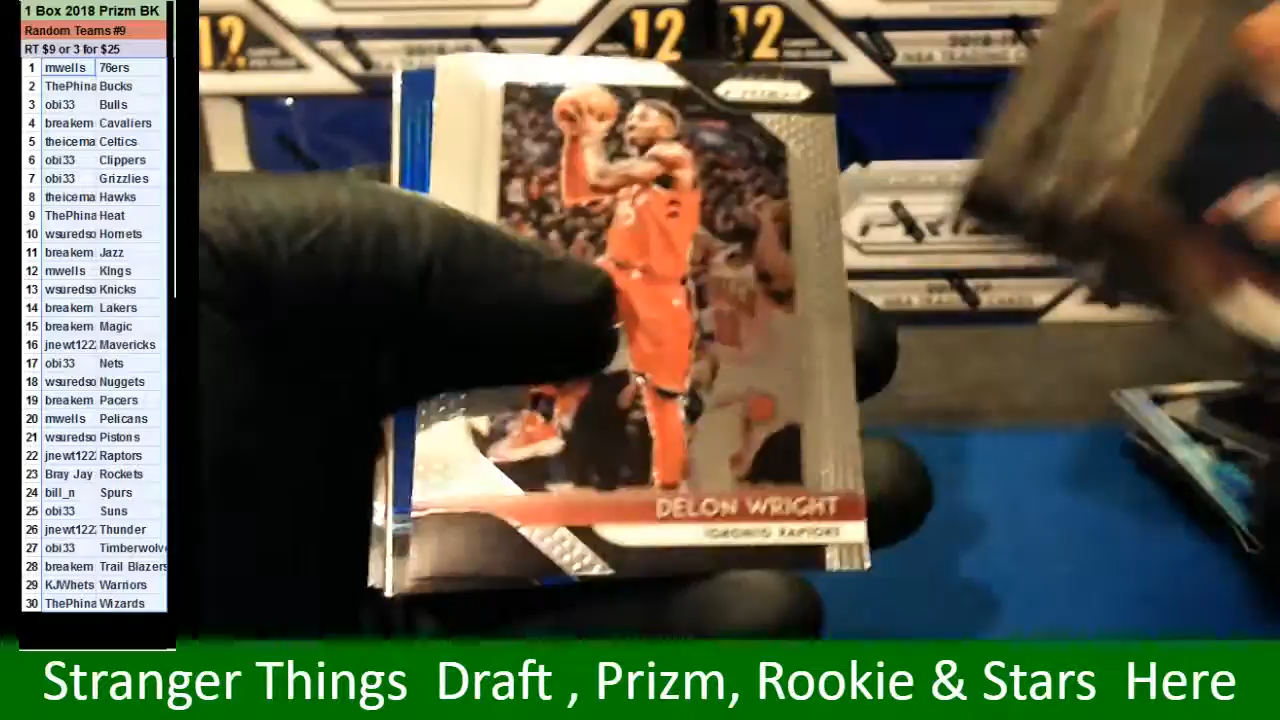 1 Box 2018 Prizm BK
Random Teams #9
RT $9 or 3 for $25
1 mwells 76ers
2 ThePhina Bucks
3 obi33 Bulls
4 breakem Cavaliers
5 theicema Celtics
6 obi33 Clippers
7 obi33 Grizzlies
8 theicema Hawks
9 ThePhina Heat
10 wsuredso Hornets
11 breakem Jazz
12 mwells KIngs
13 wsuredso Knicks
14 breakem Lakers
15 breakem Magic
16 jnewt122 Mavericks
17 obi33 Nets
18 wsuredso Nuggets
19 breakem Pacers
20 mwells Pelicans
21 wsuredso Pistons
22 jnewt122 Raptors
23 Bray Jay Rockets
24 bill_n Spurs
25 obi33 Suns
26 jnewt122 Thunder
27 obi33 Timberwolv
28 breakem Trail Blazers
29 KJWhets Warriors
30 ThePhina Wizards
12
12
12
PRIZM
DELON WRIGHT
TORONTO RAPTORS
NBA TRADING CARDS
Stranger Things Draft , Prizm, Rookie & Stars Here